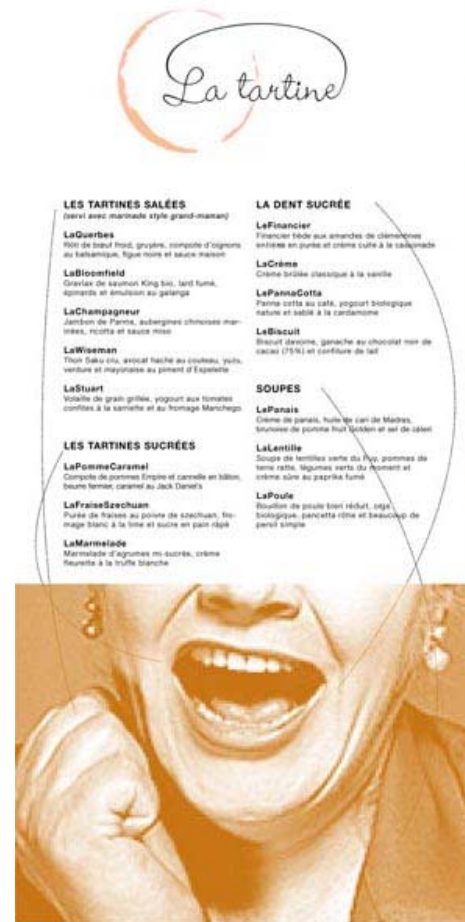 La tartine
LES TARTINES SALÉES
(servi avec marinade style grand-maman)
LaQuerbes
Rôti de bœuf froid, gruyère, compote d'oignons
au balsamique, figue noire et sauce maison
LaBloomfield
Gravlax de saumon King bio, lard fumé,
épinards et émulsion au galanga
LaChampagneur
Jambon de Parme, aubergines chinoises mar-
inées, ricotta et sauce miso
LaWiseman
Thon Saku cru, avocat haché au couteau, yuzu,
verdure et mayonaise au piment d'Espelette
LaStuart
Volaille de grain grillée, yogourt aux tomates
confites à la sarriette et au fromage Manchego
LES TARTINES SUCRÉES
LaPommeCaramel
Compote de pommes Empire et cannelle en bâton,
beurre fermier, caramel au Jack Daniel's
LaFraiseSzechuan
Purée de fraises au poivre de szechuan, fro-
mage blanc à la lime et sucre en pain râpé
LaMarmelade
Marmelade d'agrumes mi-sucrée, crème
fleurette à la truffe blanche
LA DENT SUCRÉE
LeFinancier
Financier tiède aux amandes de clémentines
entières en purée et crème cuite à la cassonade
LaCrème
Crème brûlée classique à la vanille
LePannaCotta
Panna cotta au café, yogourt biologique
nature et sablé à la cardamome
LeBiscuit
Biscuit davoine, ganache au chocolat noir de
cacao (75%) et confiture de lait
SOUPES
LePanais
Crème de panais, huile de cari de Madras,
brunoise de pomme fruit Golden et sel de céleri
LaLentille
Soupe de lentilles verte du Puy, pommes de
terre ratte, légumes verts du moment et
crème sûre au paprika fumé
LaPoule
Bouillon de poule bien réduit, orge
biologique, pancetta rôtie et beaucoup de
persil simple